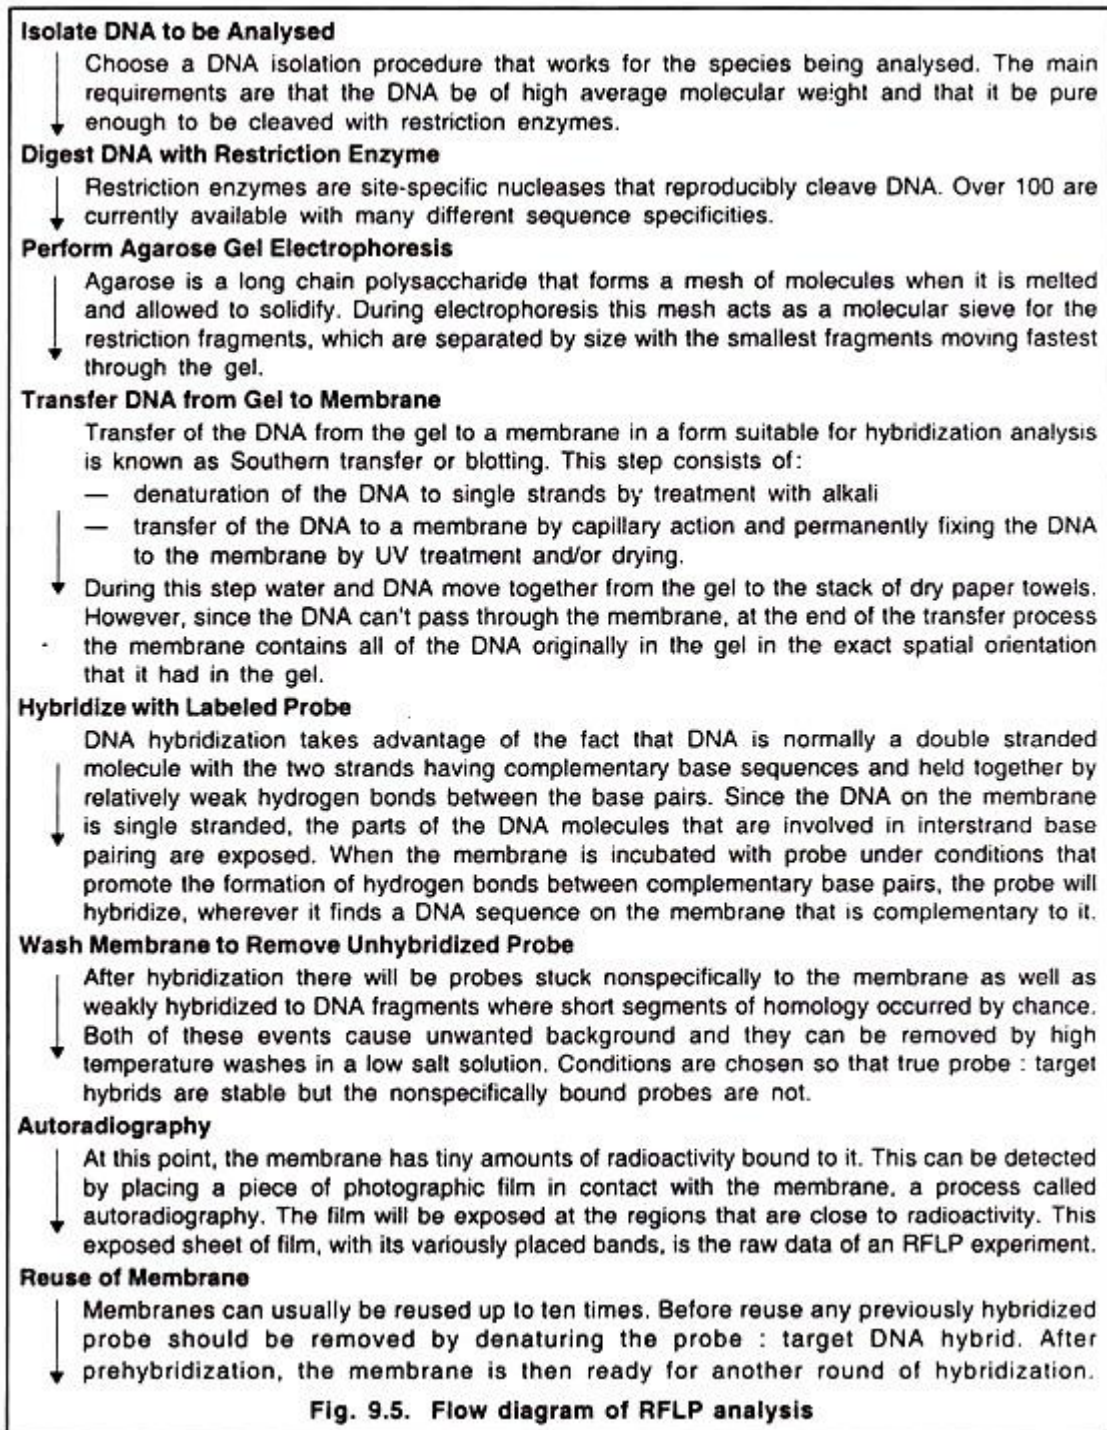 Isolate DNA to be Analysed
Choose a DNA isolation procedure that works for the species being analysed. The main
requirements are that the DNA be of high average molecular weight and that it be pure
enough to be cleaved with restriction enzymes.
Digest DNA with Restriction Enzyme
Restriction enzymes are site-specific nucleases that reproducibly cleave DNA. Over 100 are
currently available with many different sequence specificities.
Perform Agarose Gel Electrophoresis
Agarose is a long chain polysaccharide that forms a mesh of molecules when it is melted
and allowed to solidify. During electrophoresis this mesh acts as a molecular sieve for the
restriction fragments, which are separated by size with the smallest fragments moving fastest
through the gel.
Transfer DNA from Gel to Membrane
Transfer of the DNA from the gel to a membrane in a form suitable for hybridization analysis
is known as Southern transfer or blotting. This step consists of:
— denaturation of the DNA to single strands by treatment with alkali
— transfer of the DNA to a membrane by capillary action and permanently fixing the DNA
to the membrane by UV treatment and/or drying.
During this step water and DNA move together from the gel to the stack of dry paper towels.
However, since the DNA can't pass through the membrane, at the end of the transfer process
the membrane contains all of the DNA originally in the gel in the exact spatial orientation
that it had in the gel.
Hybridize with Labeled Probe
DNA hybridization takes advantage of the fact that DNA is normally a double stranded
molecule with the two strands having complementary base sequences and held together by
relatively weak hydrogen bonds between the base pairs. Since the DNA on the membrane
is single stranded, the parts of the DNA molecules that are involved in interstrand base
pairing are exposed. When the membrane is incubated with probe under conditions that
promote the formation of hydrogen bonds between complementary base pairs, the probe will
hybridize, wherever it finds a DNA sequence on the membrane that is complementary to it.
Wash Membrane to Remove Unhybridized Probe
After hybridization there will be probes stuck nonspecifically to the membrane as well as
weakly hybridized to DNA fragments where short segments of homology occurred by chance.
Both of these events cause unwanted background and they can be removed by high
temperature washes in a low salt solution. Conditions are chosen so that true probe : target
hybrids are stable but the nonspecifically bound probes are not.
Autoradiography
At this point, the membrane has tiny amounts of radioactivity bound to it. This can be detected
by placing a piece of photographic film in contact with the membrane, a process called
autoradiography. The film will be exposed at the regions that are close to radioactivity. This
exposed sheet of film, with its variously placed bands, is the raw data of an RFLP experiment.
Reuse of Membrane
Membranes can usually be reused up to ten times. Before reuse any previously hybridized
probe should be removed by denaturing the probe : target DNA hybrid. After
prehybridization, the membrane is then ready for another round of hybridization.
Fig. 9.5. Flow diagram of RFLP analysis